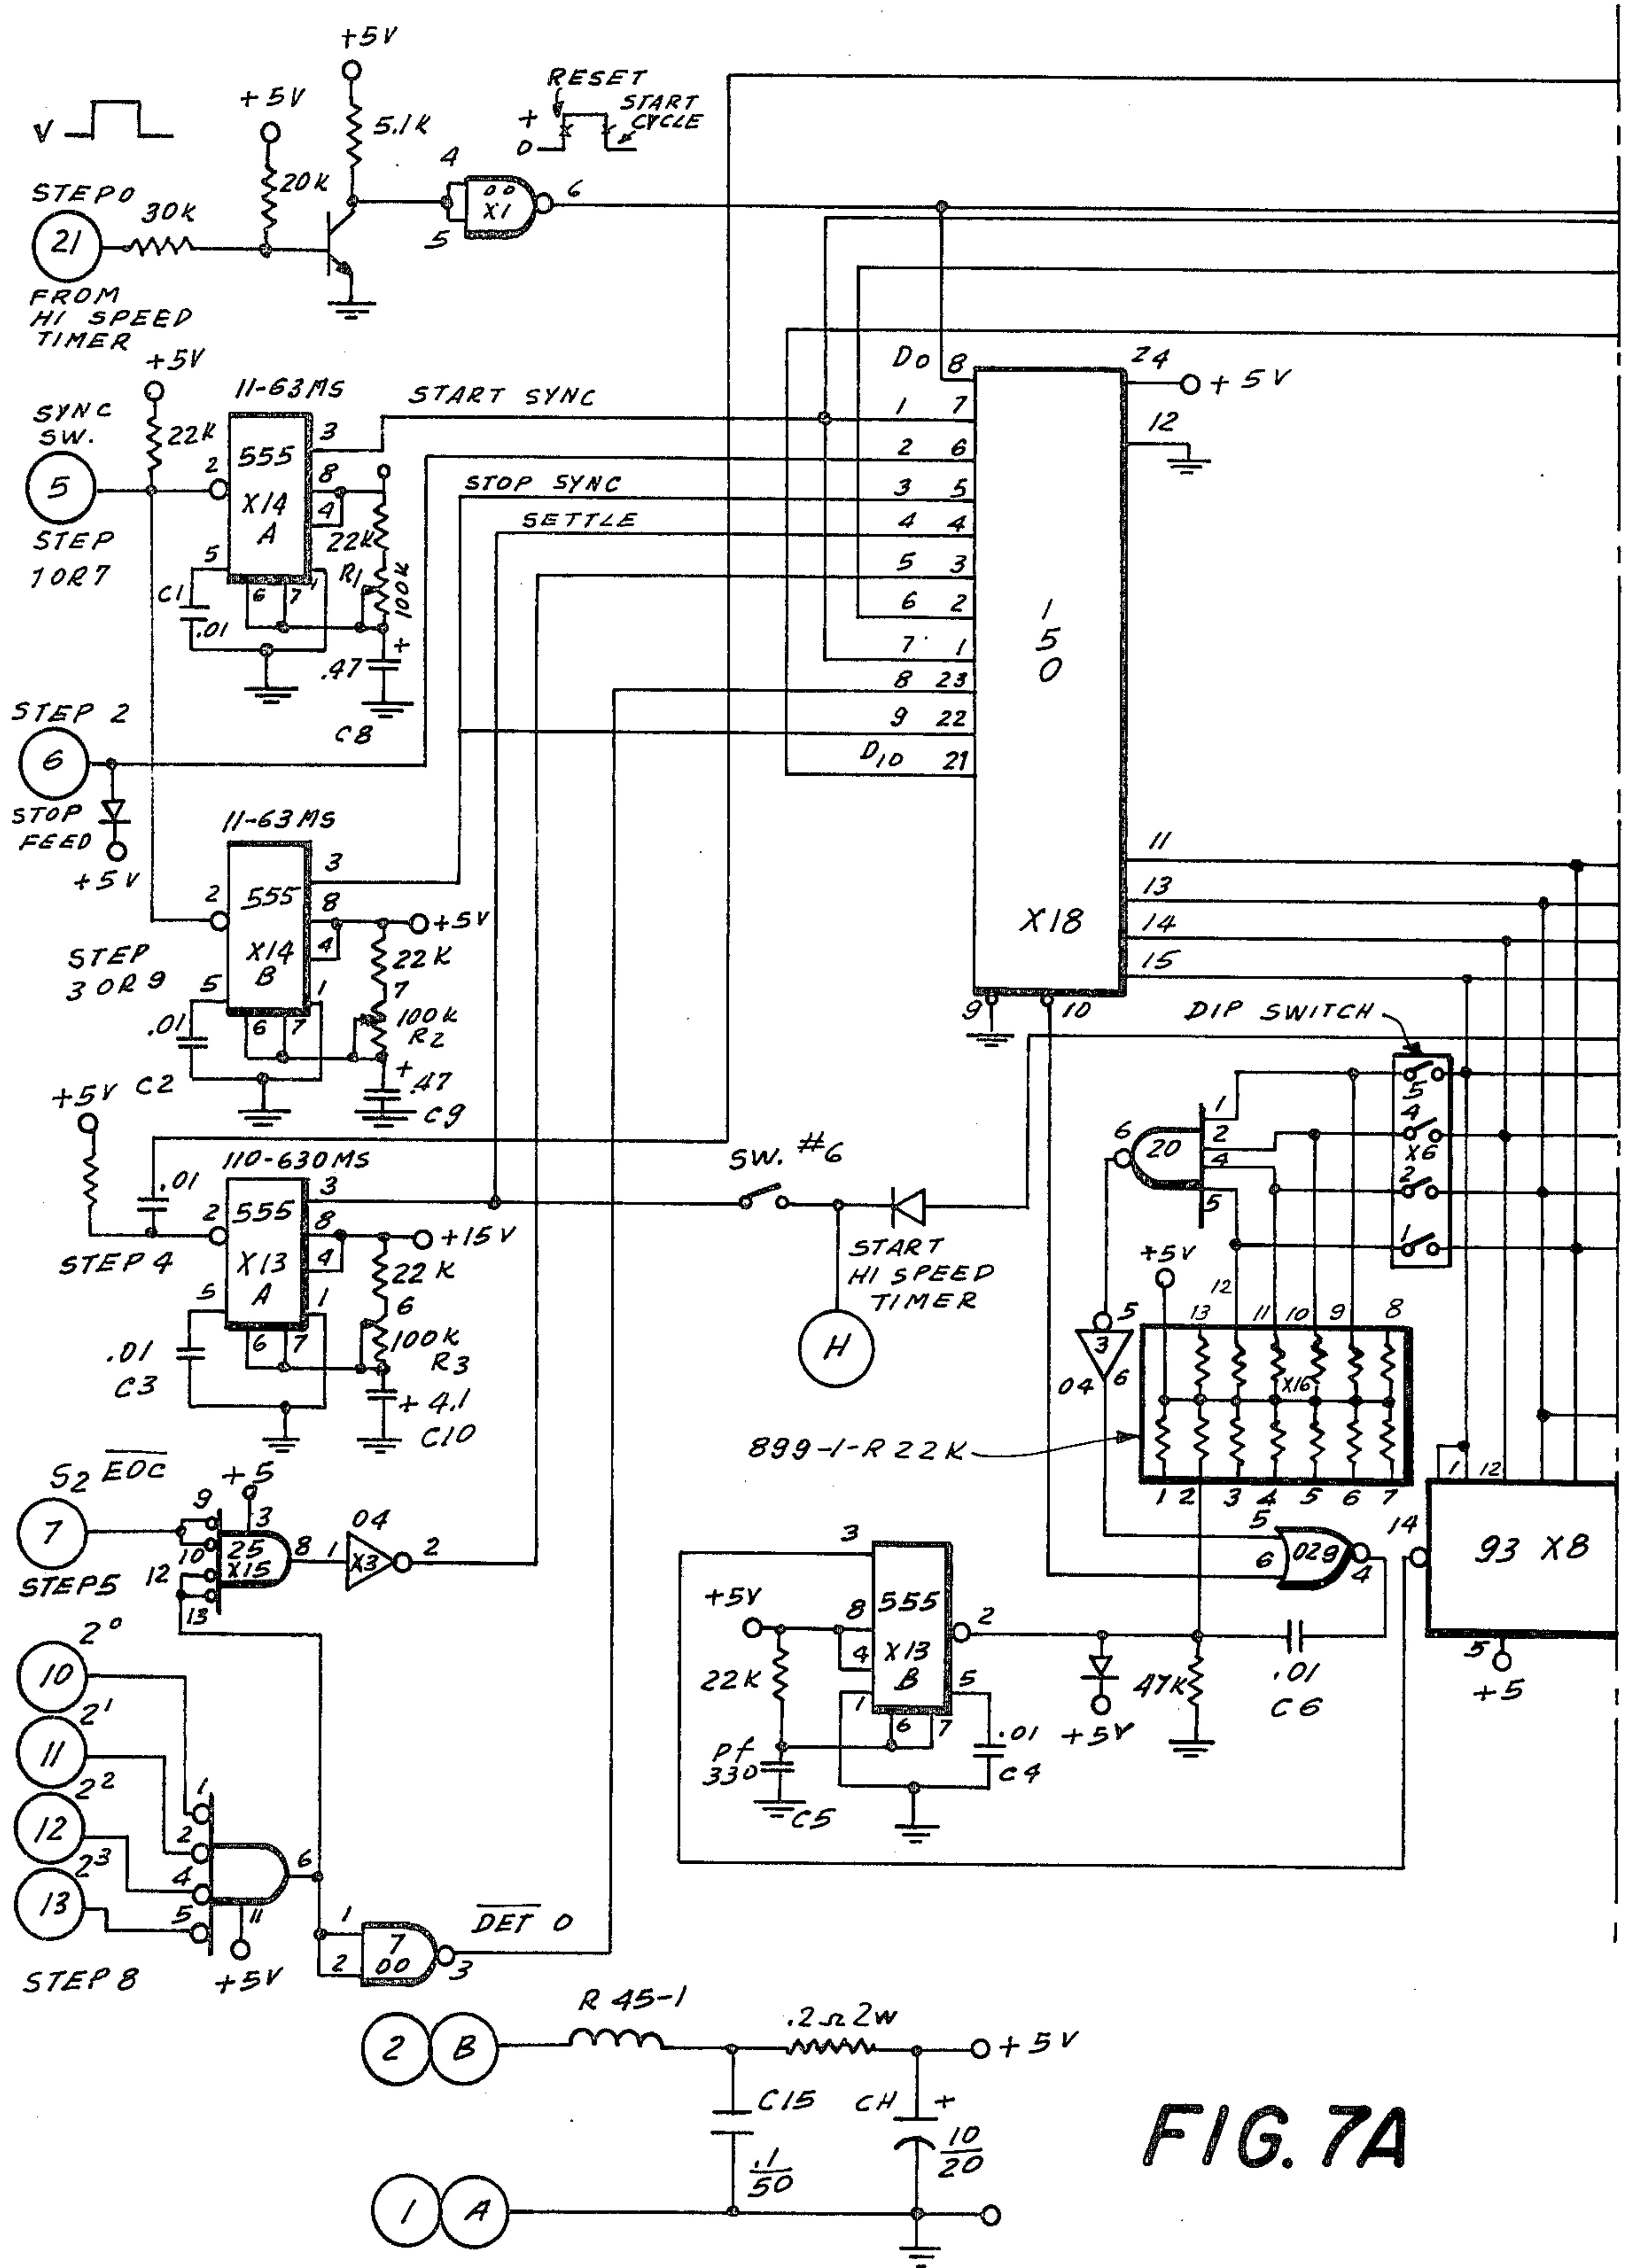 +5V
+5V
RESET
START
CYCLE
+
0
V
5.1K
20K
4
00
X1
6
5
STEP 0
30K
21
FROM
HI SPEED
TIMER
+5V
SYNC
SW.
22K
5
STEP
1 OR 7
11-63MS
555
X14
A
2
3
8
4
5
6
7
1
22K
R1
100K
C1
.01
.47
+
C8
START SYNC
STOP SYNC
SETTLE
D0 8
1 7
2 6
3 5
4 4
5 3
6 2
7 1
8 23
9 22
D10 21
24
+5V
12
150
X18
11
13
14
15
9
10
STEP 2
6
STOP
FEED
+5V
11-63MS
555
X14
B
2
3
8
4
5
6
7
1
+5V
22K
7
100K
R2
+
.47
C9
STEP
3 OR 9
.01
C2
+5V
.01
110-630MS
555
X13
A
2
3
8
4
5
6
7
1
+15V
22K
6
100K
R3
+ 4.1
C10
STEP 4
.01
C3
SW. #6
START
HI SPEED
TIMER
H
DIP SWITCH
5
4
X6
2
1
6
20
1
2
4
5
+5V
5
3
04
6
13
12
11
10
9
8
X16
899-1-R 22K
1 2 3 4 5 6 7
1
12
14
93 X8
5
+5
5
6
02 9
4
.01
C6
S2 EOC
7
STEP5
9
10
12
13
+5
3
25
X15
8
1
04
X3
2
2⁰
10
2¹
11
2²
12
2³
13
STEP 8
1
2
4
5
6
11
+5V
1
2
7
00
3
DET 0
3
555
X13
B
8
4
1
6
7
5
2
+5V
22K
pf
330
C5
.01
C4
+5V
47K
2
B
R 45-1
.2Ω2W
+5V
C15
.1
50
CH
+
10
20
1
A
FIG. 7A